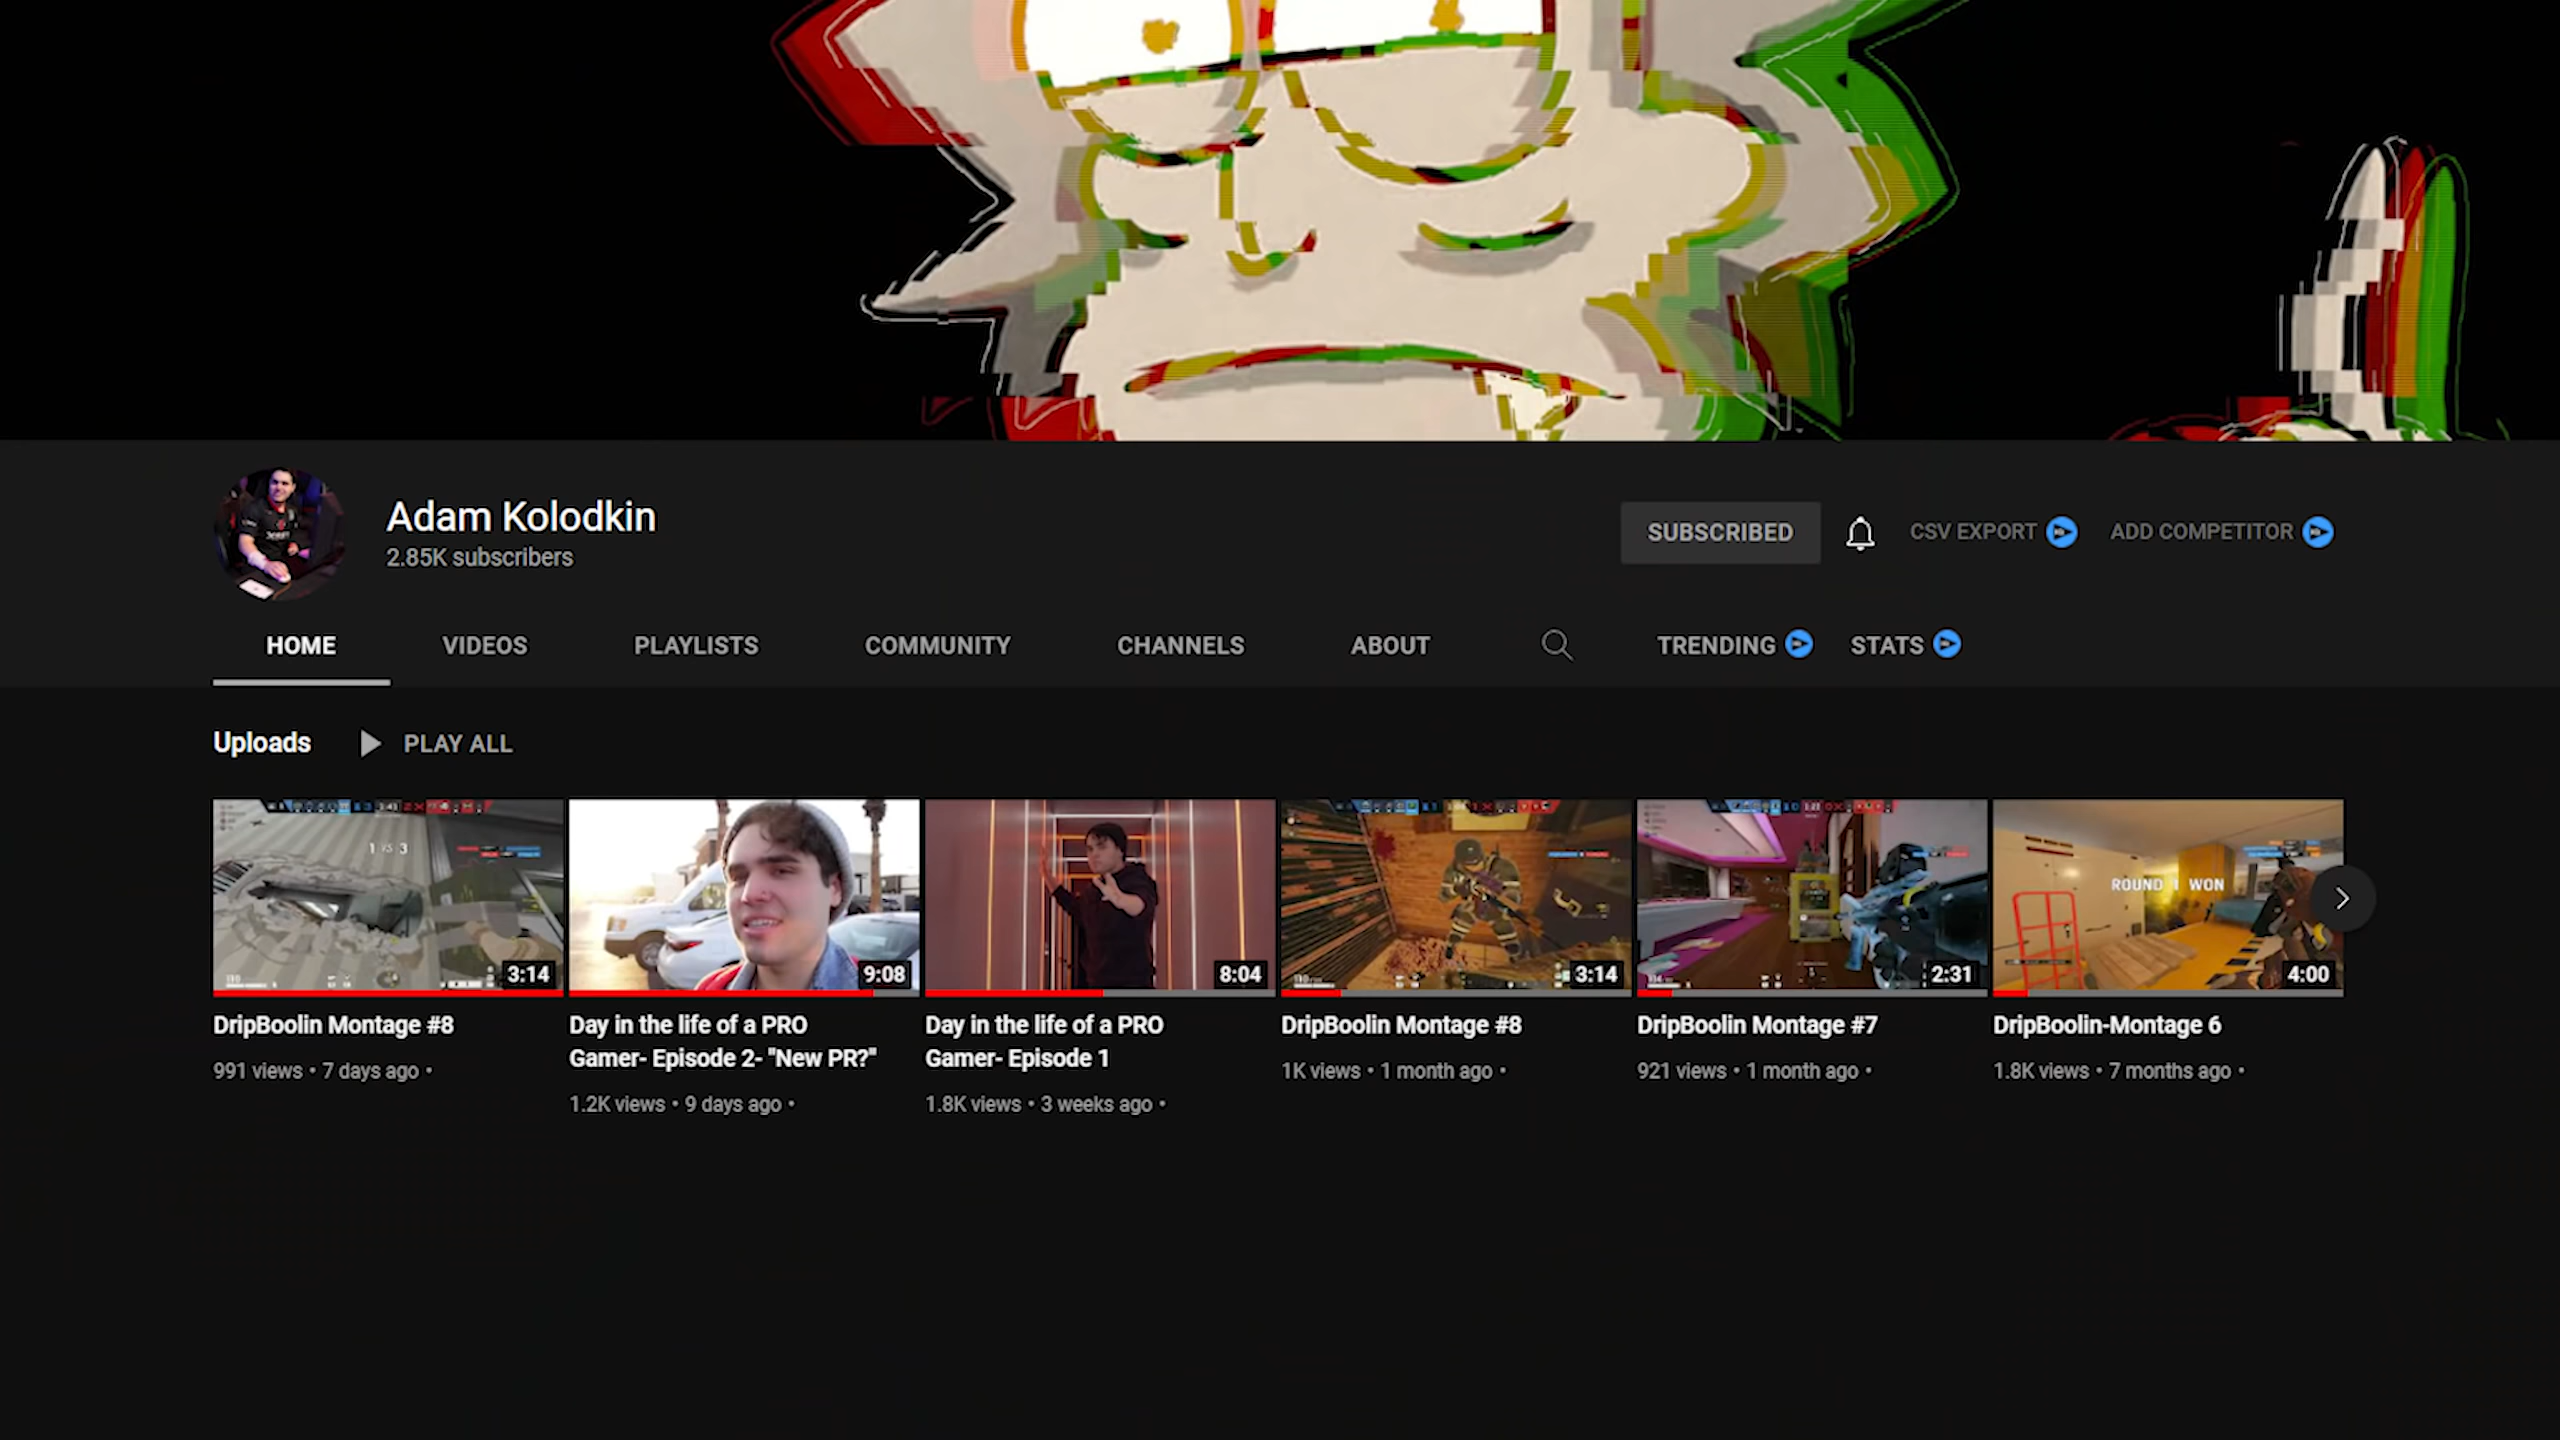 Adam Kolodkin
2.85K subscribers
SUBSCRIBED
CSV EXPORT
ADD COMPETITOR
HOME
VIDEOS
PLAYLISTS
COMMUNITY
CHANNELS
ABOUT
TRENDING
STATS
Uploads
PLAY ALL
1 VS 3
3:14
9:08
8:04
3:14
2:31
ROUND 1 WON
4:00
DripBoolin Montage #8
991 views • 7 days ago •
Day in the life of a PRO
Gamer- Episode 2- "New PR?"
1.2K views • 9 days ago •
Day in the life of a PRO
Gamer- Episode 1
1.8K views • 3 weeks ago •
DripBoolin Montage #8
1K views • 1 month ago •
DripBoolin Montage #7
921 views • 1 month ago •
DripBoolin-Montage 6
1.8K views • 7 months ago •